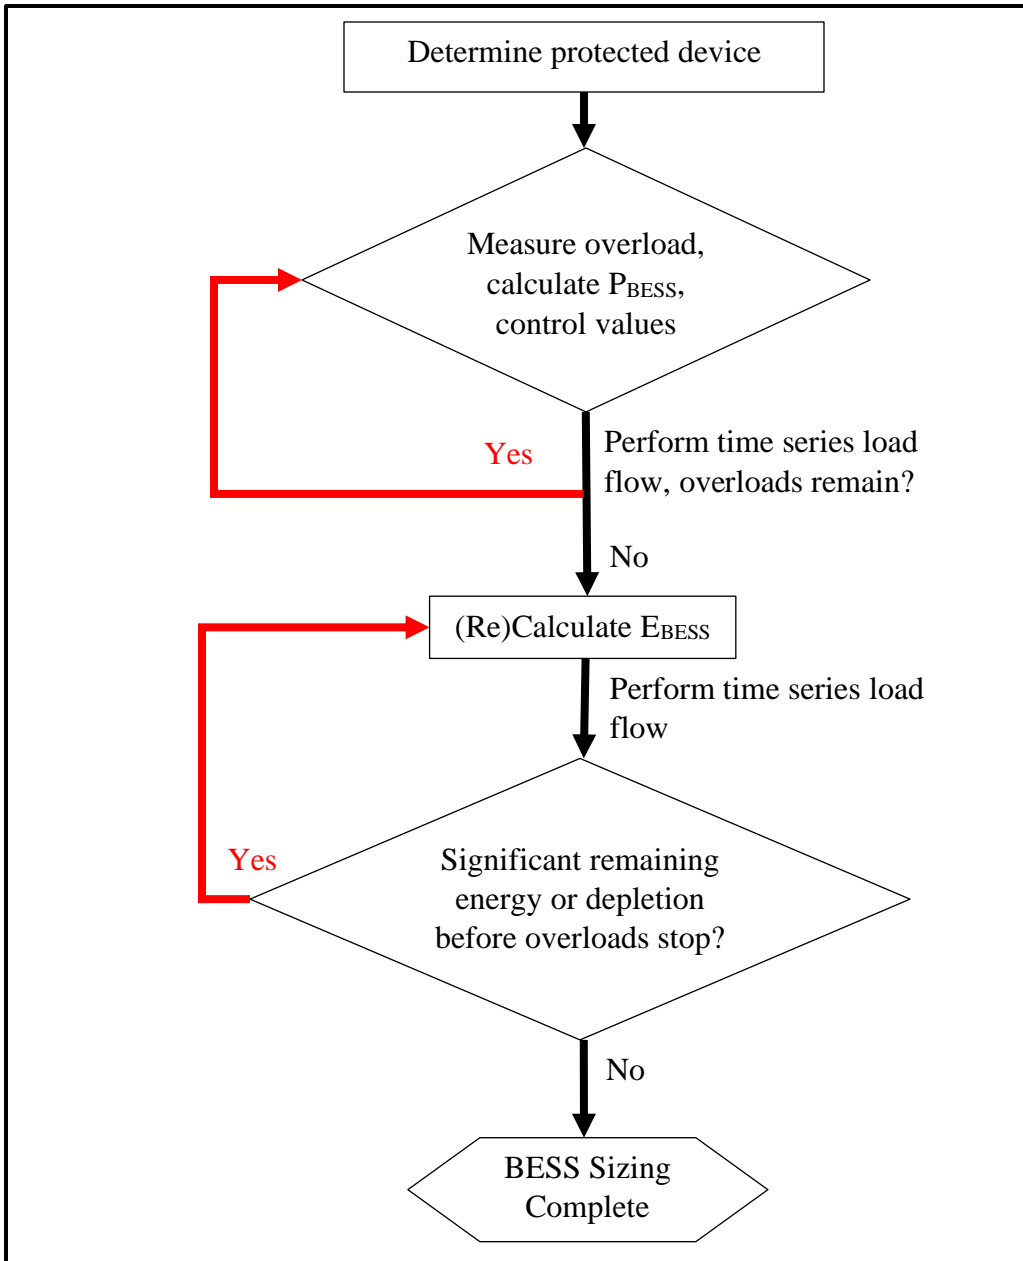 Determine protected device
Measure overload,
calculate PBESS,
control values
Yes
Perform time series load
flow, overloads remain?
No
(Re)Calculate EBESS
Perform time series load
flow
Yes
Significant remaining
energy or depletion
before overloads stop?
No
BESS Sizing
Complete